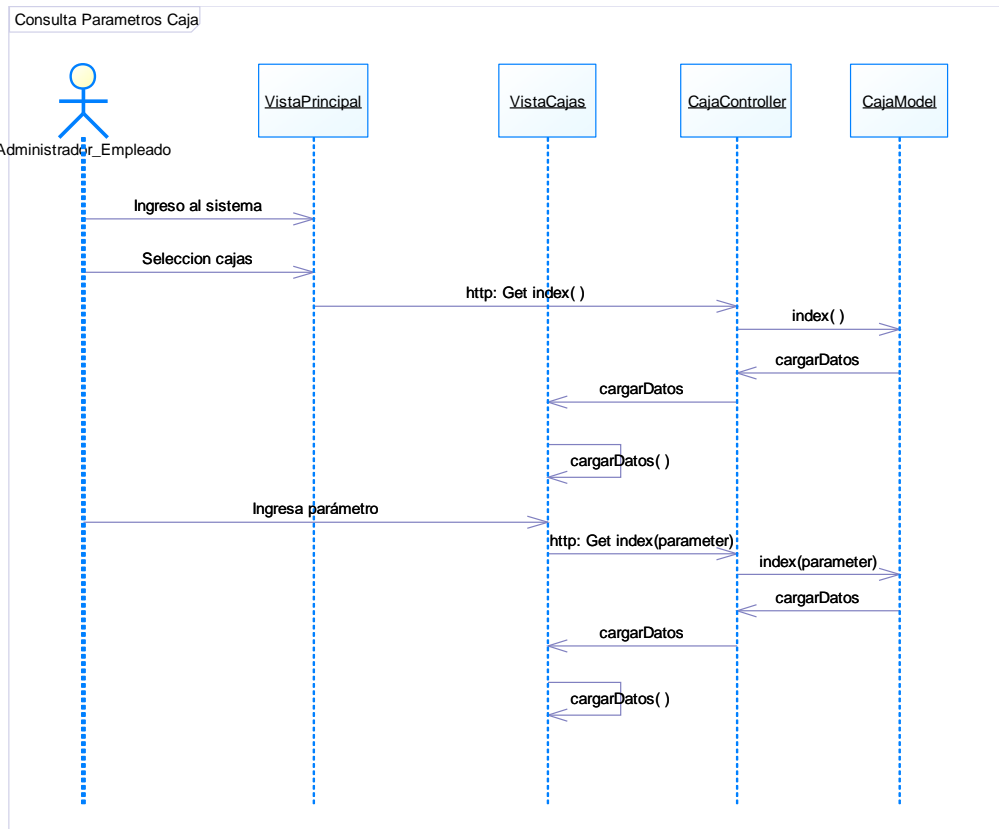 Consulta Parametros Caja
VistaPrincipal
VistaCajas
CajaController
CajaModel
Administrador_Empleado
Ingreso al sistema
Seleccion cajas
http: Get index( )
index( )
cargarDatos
cargarDatos
cargarDatos( )
Ingresa parámetro
http: Get index(parameter)
index(parameter)
cargarDatos
cargarDatos
cargarDatos( )